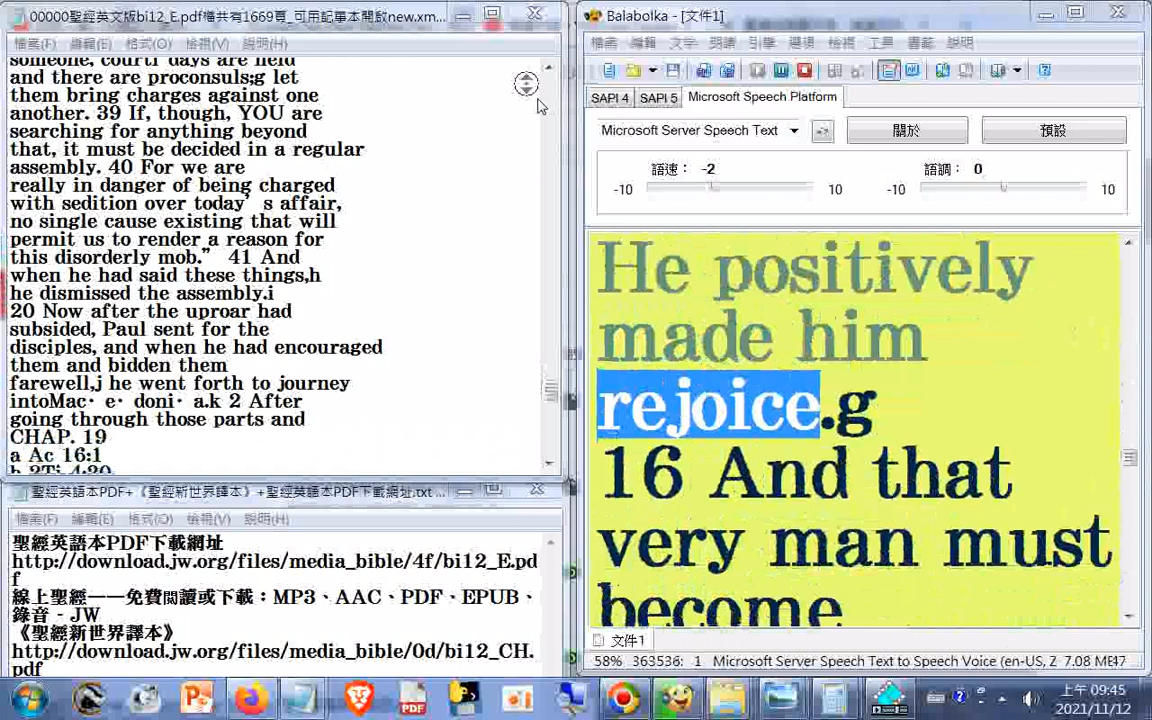 00000聖經英文版bi12_E.pdf檔共有1669頁_可用記事本開啟new.xm...
檔案(F) 編輯(E) 格式(O) 檢視(V) 說明(H)
someone, court days are held
and there are proconsuls;g let
them bring charges against one
another. 39 If, though, YOU are
searching for anything beyond
that, it must be decided in a regular
assembly. 40 For we are
really in danger of being charged
with sedition over today’s affair,
no single cause existing that will
permit us to render a reason for
this disorderly mob.” 41 And
when he had said these things,h
he dismissed the assembly.i
20 Now after the uproar had
subsided, Paul sent for the
disciples, and when he had encouraged
them and bidden them
farewell,j he went forth to journey
intoMac·e·doni·a.k 2 After
going through those parts and
CHAP. 19
a Ac 16:1
b 2Ti 4:20
聖經英語本PDF+《聖經新世界譯本》+聖經英語本PDF下載網址.txt ...
檔案(F) 編輯(E) 格式(O) 檢視(V) 說明(H)
聖經英語本PDF下載網址
http://download.jw.org/files/media_bible/4f/bi12_E.pd
f
線上聖經——免費閱讀或下載：MP3、AAC、PDF、EPUB、
錄音 - JW
《聖經新世界譯本》
http://download.jw.org/files/media_bible/0d/bi12_CH.
pdf
Balabolka - [文件1]
檔案 編輯 文字 朗讀 引擎 選項 檢視 工具 書籤 說明
SAPI 4 SAPI 5 Microsoft Speech Platform
Microsoft Server Speech Text 關於 預設
語速： -2 語調： 0
-10 10 -10 10
He positively
made him
rejoice.g
16 And that
very man must
become
文件1
58% 363536: 1 Microsoft Server Speech Text to Speech Voice (en-US, Z 7.08 ME47
上午 09:45
2021/11/12